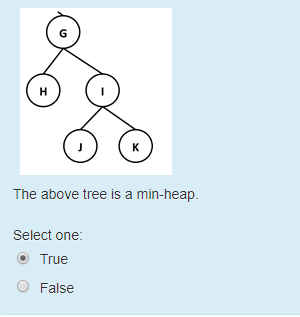 G
H I
J K
The above tree is a min-heap.
Select one:
True
False